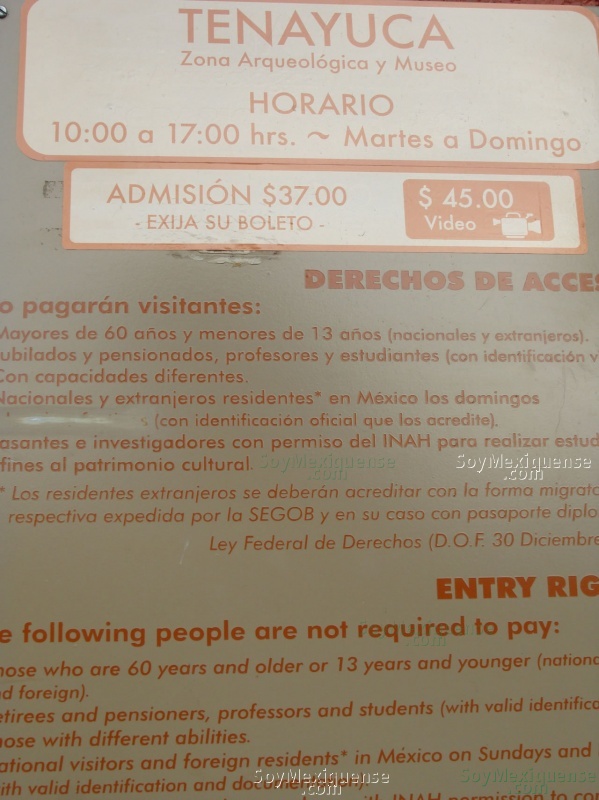 TENAYUCA
Zona Arqueológica y Museo
HORARIO
10:00 a 17:00 hrs. ~ Martes a Domingo
ADMISIÓN $37.00
- EXIJA SU BOLETO -
$ 45.00
Video
DERECHOS DE ACCES
o pagarán visitantes:
Mayores de 60 años y menores de 13 años (nacionales y extranjeros).
ubilados y pensionados, profesores y estudiantes (con identificación v
Con capacidades diferentes.
Nacionales y extranjeros residentes* en México los domingos
(con identificación oficial que los acredite).
asantes e investigadores con permiso del INAH para realizar estud
fines al patrimonio cultural.
SoyMexiquense
.com
SoyMexiquense
.com
* Los residentes extranjeros se deberán acreditar con la forma migrato
respectiva expedida por la SEGOB y en su caso con pasaporte diplo
Ley Federal de Derechos (D.O.F. 30 Diciembre
ENTRY RIG
e following people are not required to pay:
hose who are 60 years and older or 13 years and younger (nationa
nd foreign).
etirees and pensioners, professors and students (with valid identifica
hose with different abilities.
ational visitors and foreign residents* in México on Sundays and
ith valid identification and
SoyMexiquense
.com
SoyMexiquense
.com
with INAH permission to con